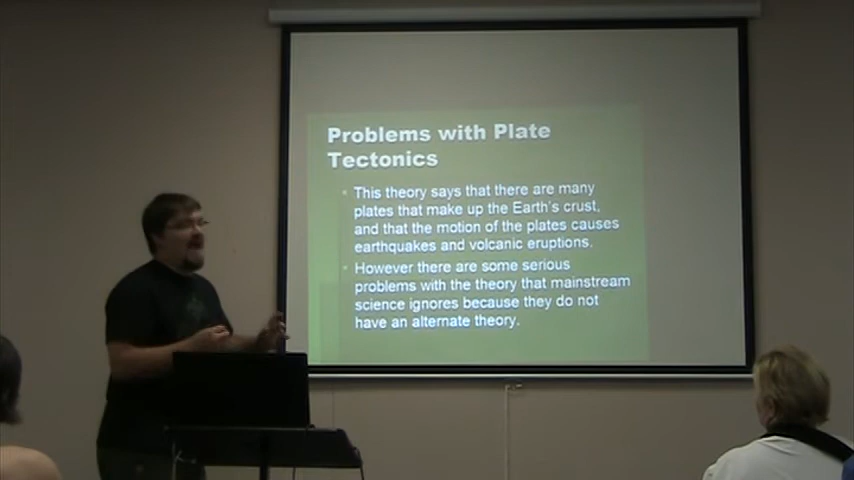 Problems with Plate
Tectonics
This theory says that there are many
plates that make up the Earth's crust,
and that the motion of the plates causes
earthquakes and volcanic eruptions.
However there are some serious
problems with the theory that mainstream
science ignores because they do not
have an alternate theory.